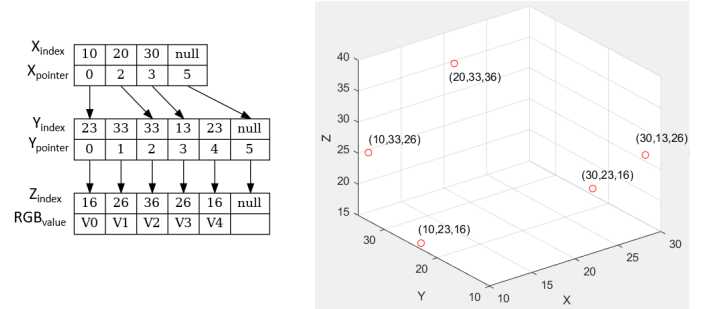 Xindex 10 20 30 null
Xpointer 0 2 3 5
Yindex 23 33 33 13 23 null
Ypointer 0 1 2 3 4 5
Zindex 16 26 36 26 16 null
RGBvalue V0 V1 V2 V3 V4
40
35
30
25
20
15
Z
(20,33,36)
(10,33,26)
(30,13,26)
(30,23,16)
(10,23,16)
30
20
10
Y
10
15
20
25
30
X